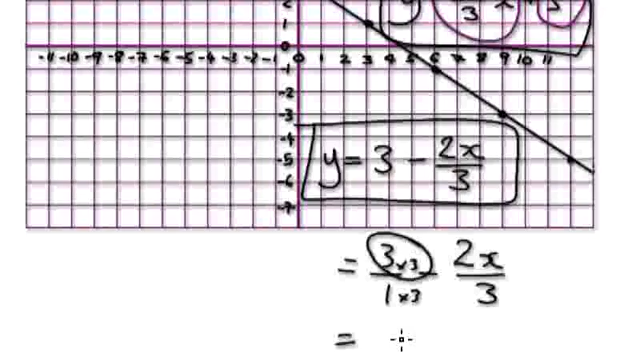 2
1
y 3 x + 3
0
-11 -10 -9 -8 -7 -6 -5 -4 -3 -2 -1 0 1 2 3 4 5 6 7 8 9 10 11
-1
-2
-3
-4
-5
-6
-7
y = 3 - 2x/3
= 3 x3/1 x3 - 2x/3
=